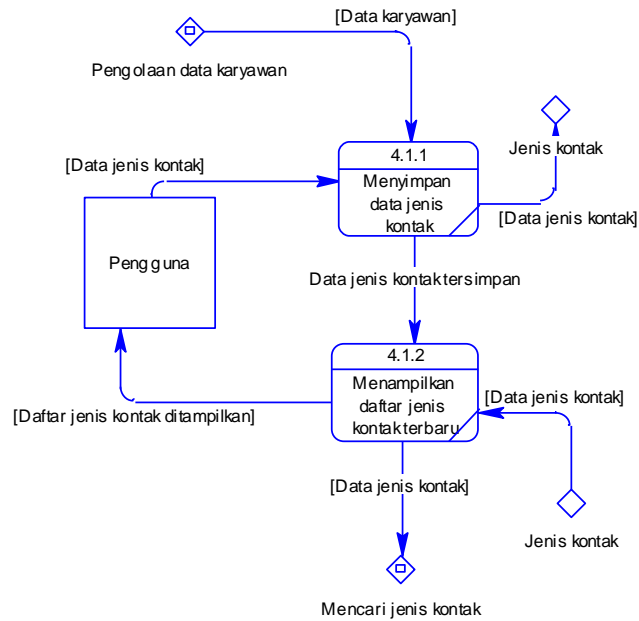 [Data karyawan]
Pengolaan data karyawan
Jenis kontak
4.1.1
[Data jenis kontak]
Menyimpan
data jenis
kontak
[Data jenis kontak]
Pengguna
Data jenis kontak tersimpan
4.1.2
Menampilkan
daftar jenis
kontak terbaru
[Data jenis kontak]
[Daftar jenis kontak ditampilkan]
[Data jenis kontak]
Jenis kontak
Mencari jenis kontak